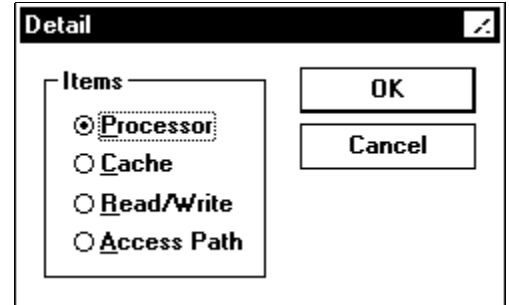 Detail
Items
Processor
Cache
Read/Write
Access Path
OK
Cancel